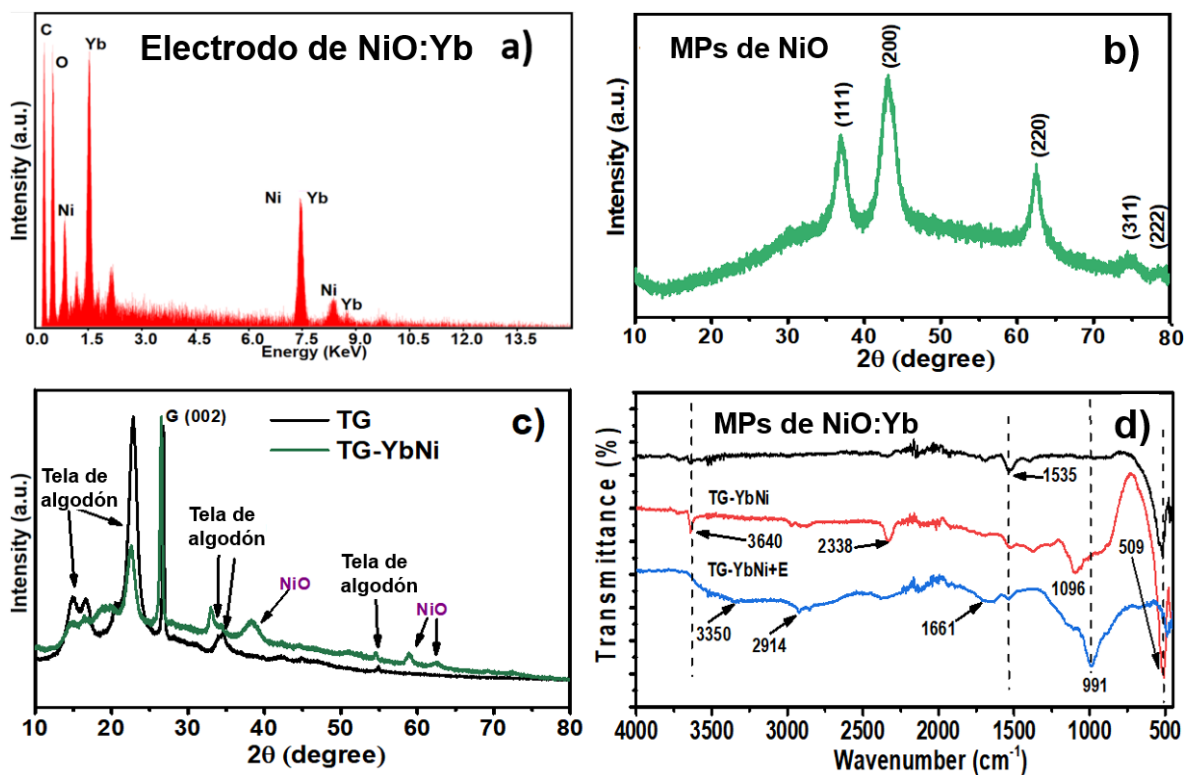 Electrodo de NiO:Yb
a)
C
O
Yb
Ni
Ni Yb
Ni
Yb
Intensity (a.u.)
0.0 1.5 3.0 4.5 6.0 7.5 9.0 10.5 12.0 13.5
Energy (KeV)
MPs de NiO
b)
(111)
(200)
(220)
(311)
(222)
Intensity (a.u.)
10 20 30 40 50 60 70 80
2θ (degree)
G (002)
TG
TG-YbNi
c)
Tela de
algodón
Tela de
algodón
NiO
Tela de
algodón
NiO
Intensity (a.u.)
10 20 30 40 50 60 70 80
2θ (degree)
MPs de NiO:Yb
d)
1535
TG-YbNi
3640
2338
1096
509
TG-YbNi+E
3350
2914
1661
991
Transmittance (%)
4000 3500 3000 2500 2000 1500 1000 500
Wavenumber (cm⁻¹)